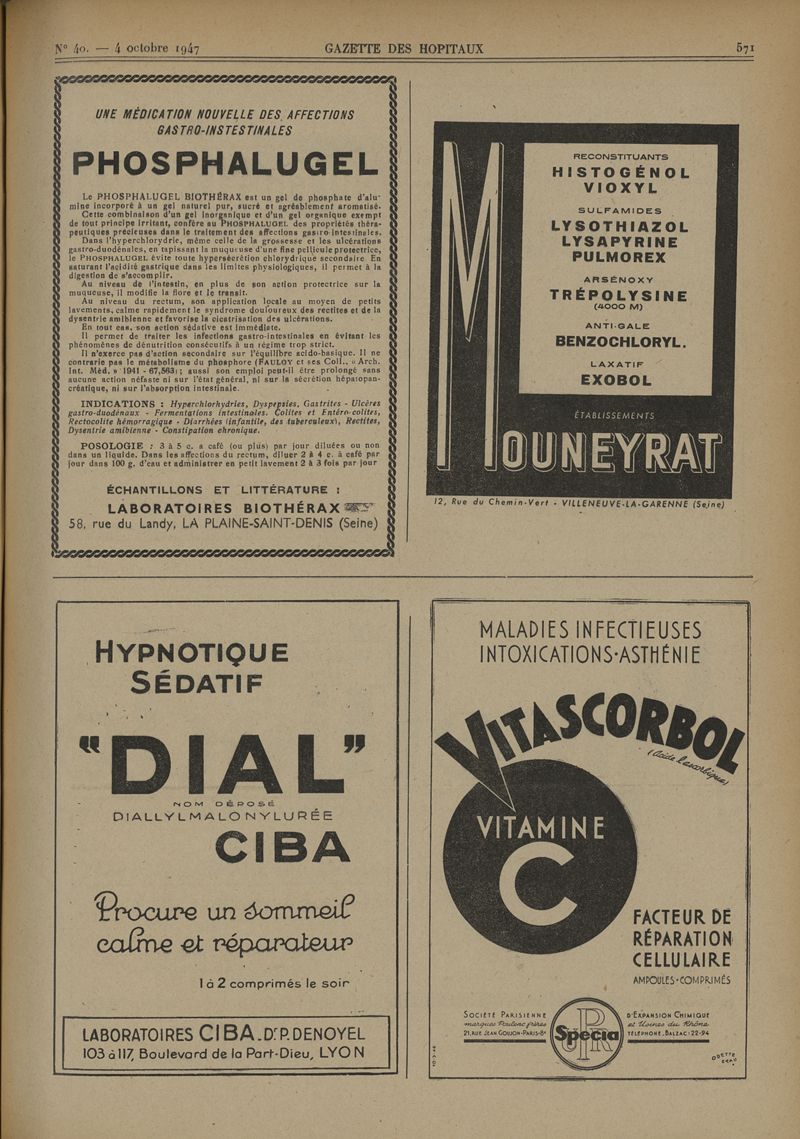 N° 40. — 4 octobre 1947 GAZETTE DES HOPITAUX 571
UNE MÉDICATION NOUVELLE DES AFFECTIONS
GASTRO-INSTESTINALES
PHOSPHALUGEL
Le PHOSPHALUGEL BIOTHÉRAX est un gel de phosphate d'alu-
mine incorporé à un gel naturel pur, sucré et agréablement aromatisé.
Cette combinaison d'un gel inorganique et d'un gel organique exempt
de tout principe irritant, confère au PHOSPHALUGEL des propriétés théra-
peutiques précieuses dans le traitement des affections gastro-intestinales.
Dans l'hyperchlorydrie, même celle de la grossesse et les ulcérations
gastro-duodénales, en tapissant la muqueuse d'une fine pellicule protectrice,
le PHOSPHALUGEL évite toute hypersécrétion chlorydrique secondaire En
saturant l'acidité gastrique dans les limites physiologiques, il permet à la
digestion de s'accomplir.
Au niveau de l'intestin, en plus de son action protectrice sur la
muqueuse, il modifie la flore et le transit.
Au niveau du rectum, son application locale au moyen de petits
lavements, calme rapidement le syndrome douloureux des rectites et de la
dysentrie amibienne et favorise la cicatrisation des ulcérations.
En tout cas, son action sédative est immédiate.
Il permet de traiter les infections gastro-intestinales en évitant les
phénomènes de dénutrition consécutifs à un régime trop strict.
Il n'exerce pas d'action secondaire sur l'équilibre acido-basique. Il ne
contrarie pas le métabolisme du phosphore (FAULOY et ses Coll., « Arch.
Int. Méd. » 1941 - 67,563) ; aussi son emploi peut-il être prolongé sans
aucune action néfaste ni sur l'état général, ni sur la sécrétion hépatopan-
créatique, ni sur l'absorption intestinale.
INDICATIONS : Hyperchlorhydries, Dyspepsies, Gastrites - Ulcères
gastro-duodénaux - Fermentations intestinales, Colites et Entéro-colites,
Rectocolite hémorragique - Diarrhées (infantile, des tuberculeux), Rectites,
Dysentrie amibienne - Constipation chronique.
POSOLOGIE : 3 à 5 c. a café (ou plus) par jour diluées ou non
dans un liquide. Dans les affections du rectum, diluer 2 à 4 c. à café par
jour dans 100 g. d'eau et administrer en petit lavement 2 à 3 fois par jour
ÉCHANTILLONS ET LITTÉRATURE :
LABORATOIRES BIOTHÉRAX
58, rue du Landy, LA PLAINE-SAINT-DENIS (Seine)
RECONSTITUANTS
HISTOGÉNOL
VIOXYL
SULFAMIDES
LYSOTHIAZOL
LYSAPYRINE
PULMOREX
ARSÉNOXY
TRÉPOLYSINE
(4000 M)
ANTI-GALE
BENZOCHLORYL.
LAXATIF
EXOBOL
ÉTABLISSEMENTS
MOUNEYRAT
12, Rue du Chemin-Vert - VILLENEUVE-LA-GARENNE (Seine)
HYPNOTIQUE
SÉDATIF
"DIAL"
NOM DÉPOSÉ
DIALLYLMALONYLURÉE
CIBA
Procure un sommeil
calme et réparateur
1 à 2 comprimés le soir
LABORATOIRES CIBA. Dr P. DENOYEL
103 à 117, Boulevard de la Part-Dieu, LYON
MALADIES INFECTIEUSES
INTOXICATIONS·ASTHÉNIE
VITASCORBOL
(Acide l.ascorbique)
VITAMINE
C
FACTEUR DE
RÉPARATION
CELLULAIRE
AMPOULES·COMPRIMÉS
SOCIÉTÉ PARISIENNE D'EXPANSION CHIMIQUE
marques Poulenc frères et Usines du Rhône
21, RUE JEAN GOUJON-PARIS-8e TÉLÉPHONE. BALZAC: 22-94
Specia